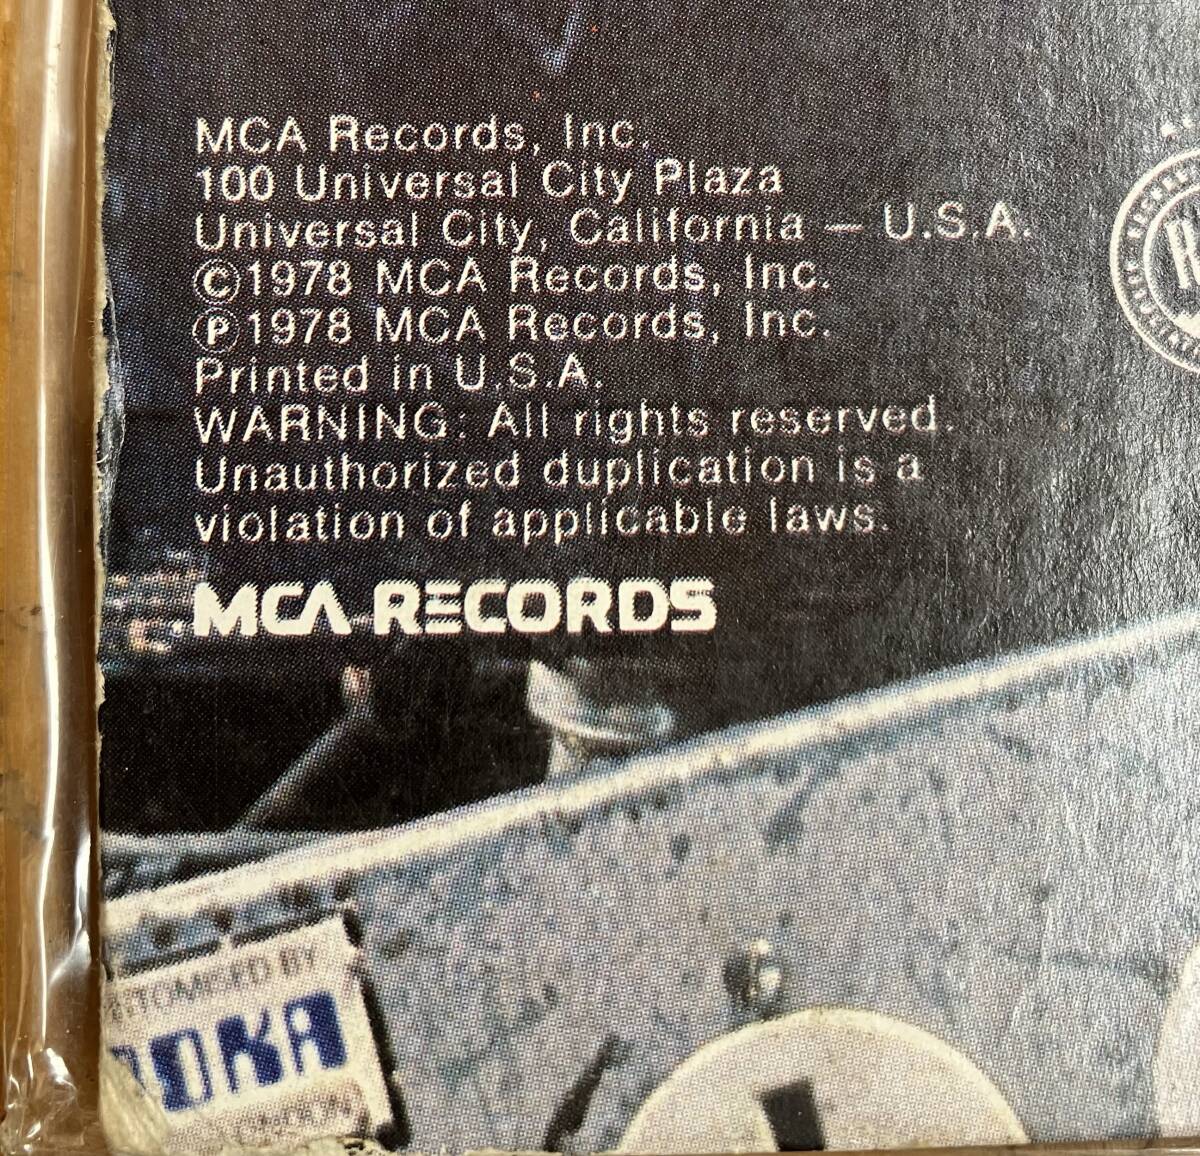 MCA Records, Inc.
100 Universal City Plaza
Universal City, California — U.S.A.
©1978 MCA Records, Inc.
℗1978 MCA Records, Inc.
Printed in U.S.A.
WARNING: All rights reserved.
Unauthorized duplication is a
violation of applicable laws.
MCA RECORDS
BY